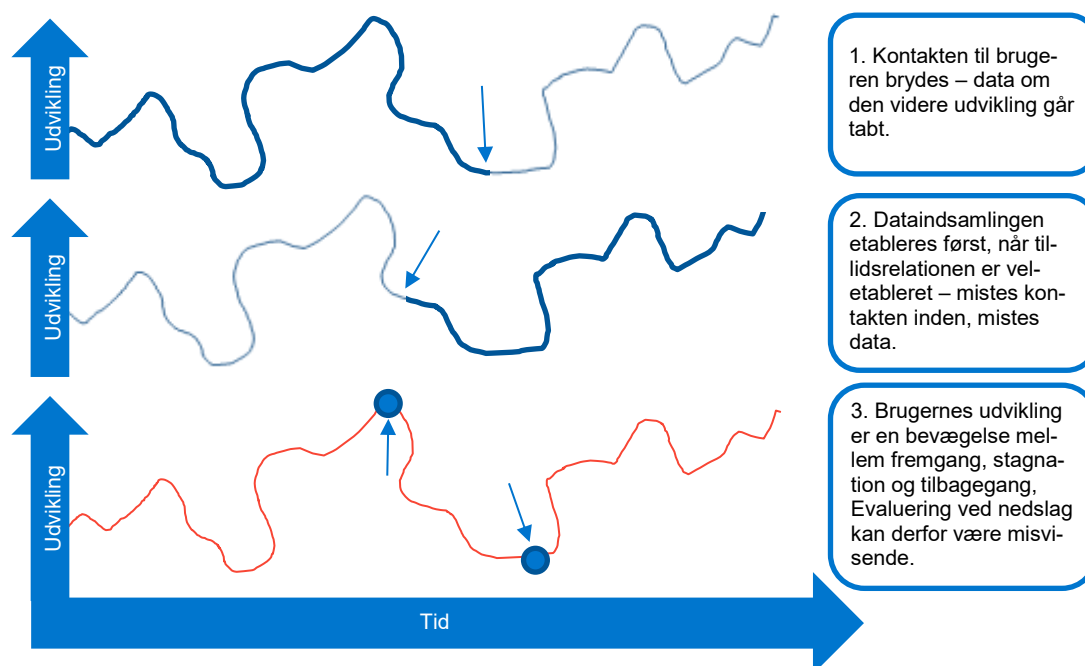 Udvikling
1. Kontakten til bruge-
ren brydes – data om
den videre udvikling går
tabt.
Udvikling
2. Dataindsamlingen
etableres først, når til-
lidsrelationen er vel-
etableret – mistes kon-
takten inden, mistes
data.
Udvikling
3. Brugernes udvikling
er en bevægelse mel-
lem fremgang, stagna-
tion og tilbagegang,
Evaluering ved nedslag
kan derfor være misvi-
sende.
Tid